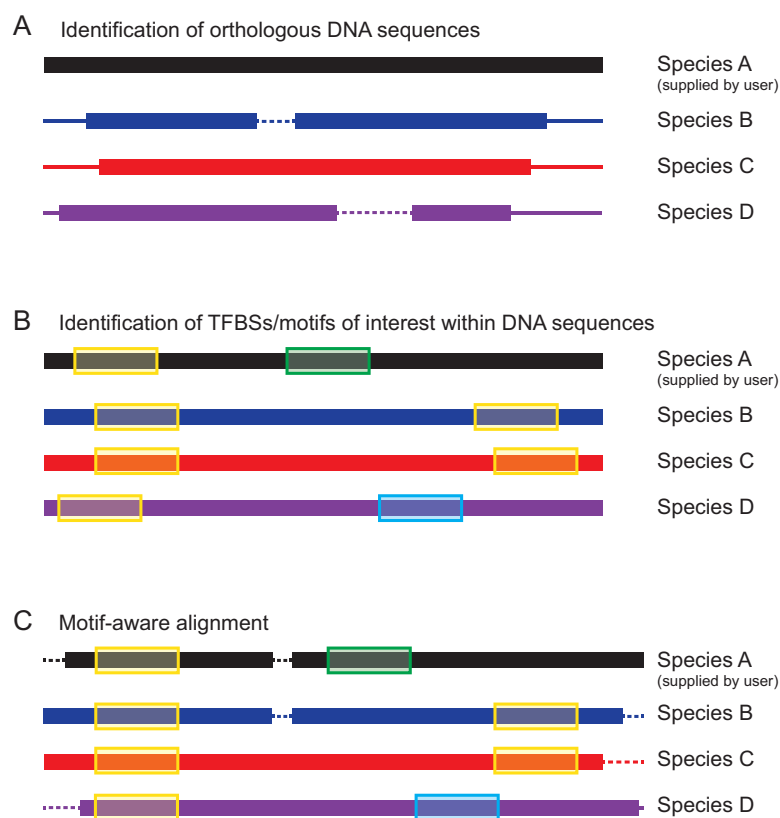 A Identification of orthologous DNA sequences
Species A
(supplied by user)
Species B
Species C
Species D
B Identification of TFBSs/motifs of interest within DNA sequences
Species A
(supplied by user)
Species B
Species C
Species D
C Motif-aware alignment
Species A
(supplied by user)
Species B
Species C
Species D